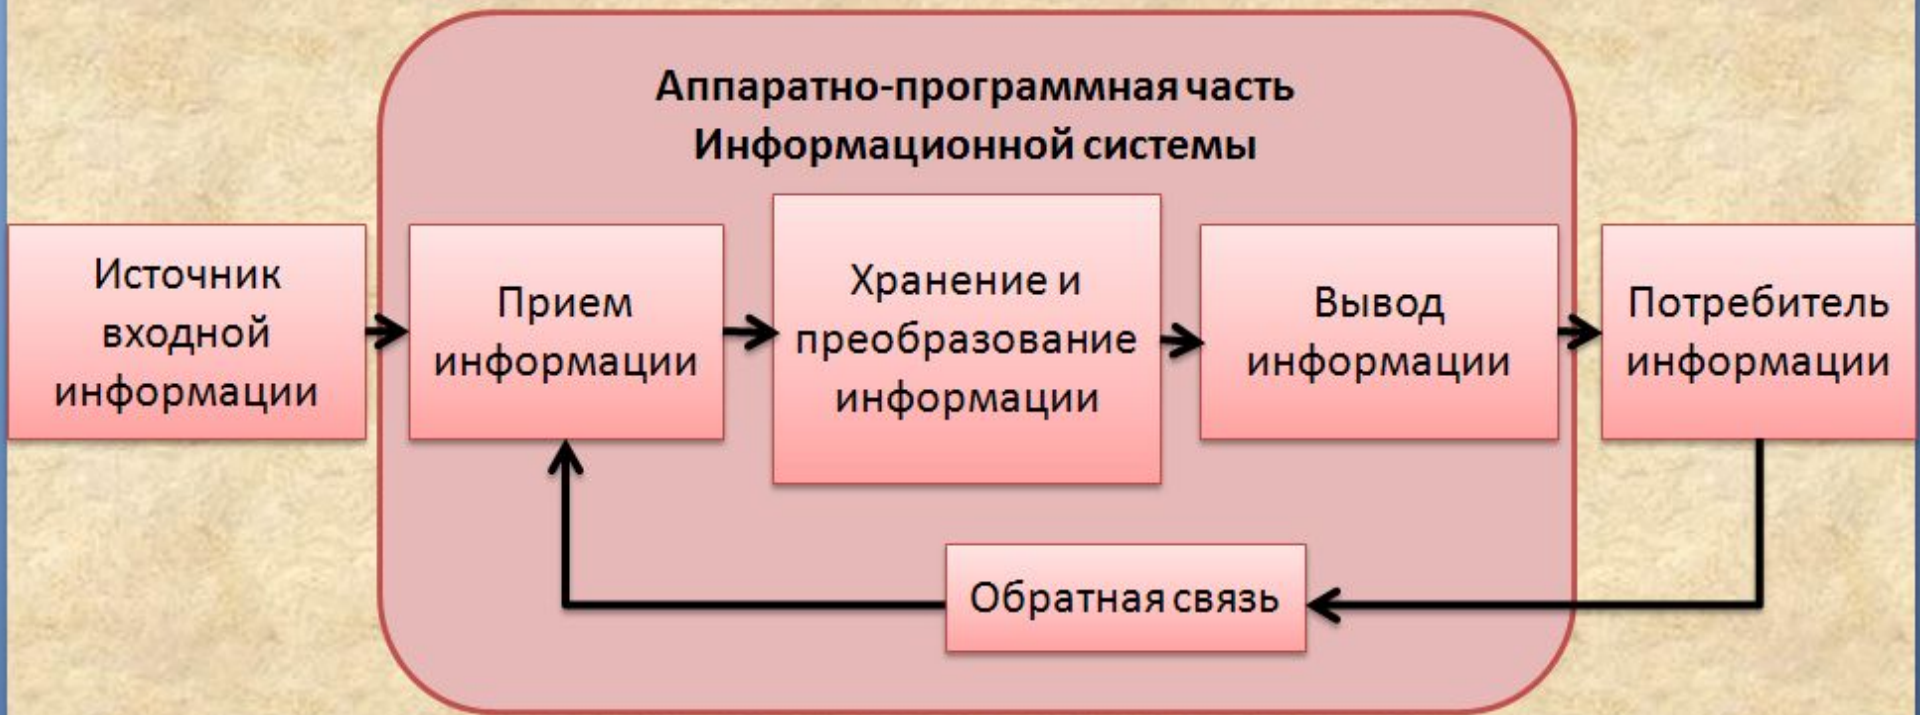 Аппаратно-программная часть
Информационной системы
Источник
входной
информации
Прием
информации
Хранение и
преобразование
информации
Вывод
информации
Потребитель
информации
Обратная связь